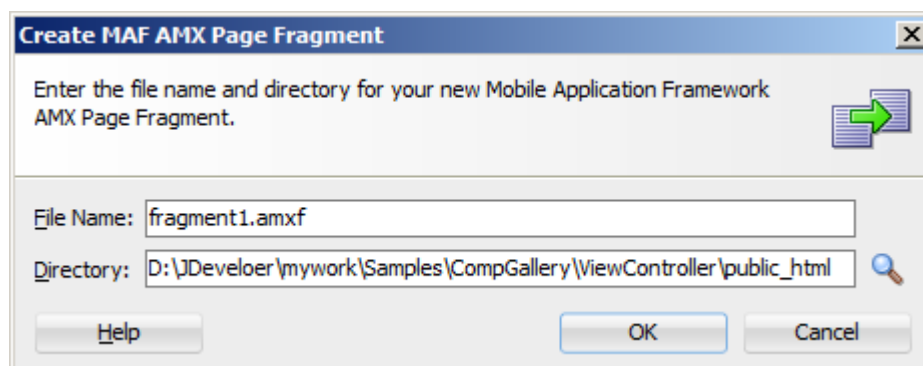 Create MAF AMX Page Fragment
Enter the file name and directory for your new Mobile Application Framework
AMX Page Fragment.
File Name: fragment1.amxf
Directory: D:\JDeveloer\mywork\Samples\CompGallery\ViewController\public_html
Help OK Cancel